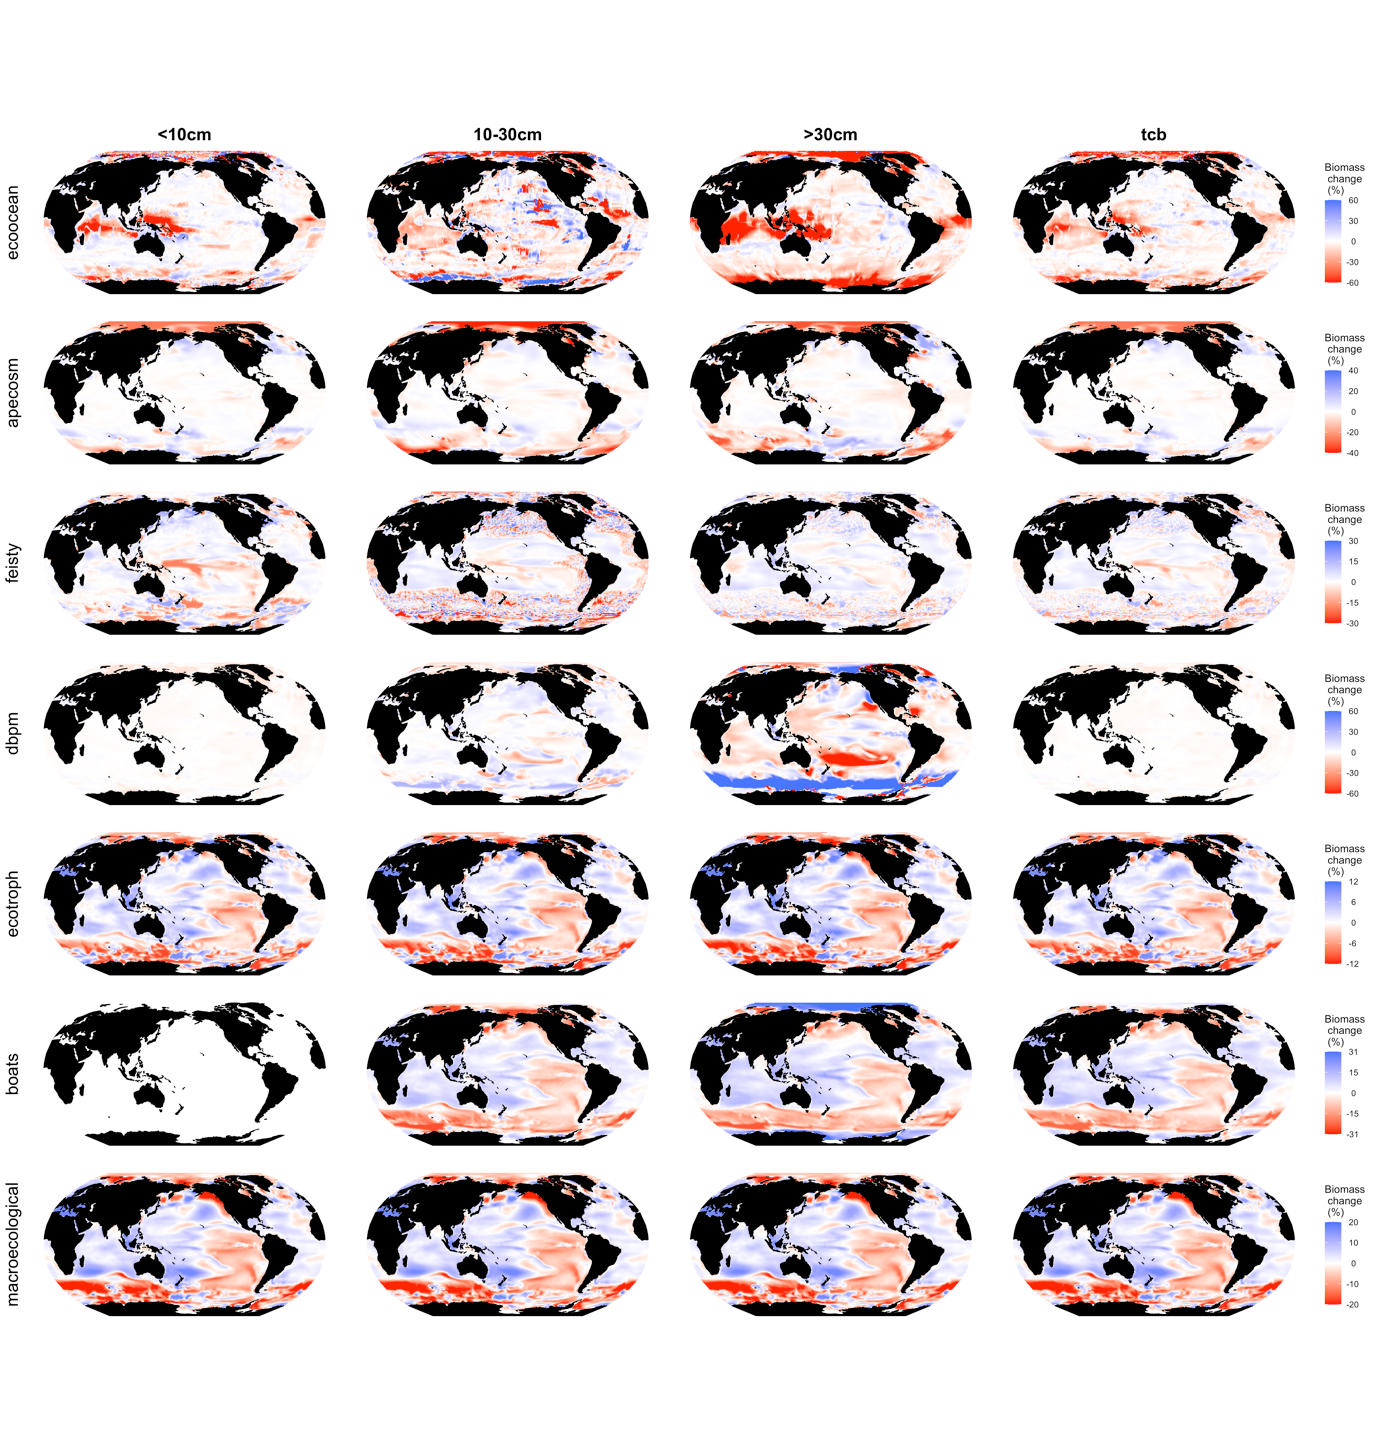 <10cm 10-30cm >30cm tcb
ecoocean
Biomass
change
(%)
60
30
0
-30
-60
apecosm
Biomass
change
(%)
40
20
0
-20
-40
feisty
Biomass
change
(%)
30
15
0
-15
-30
dbpm
Biomass
change
(%)
60
30
0
-30
-60
ecotroph
Biomass
change
(%)
12
6
0
-6
-12
boats
Biomass
change
(%)
31
15
0
-15
-31
macroecological
Biomass
change
(%)
20
10
0
-10
-20